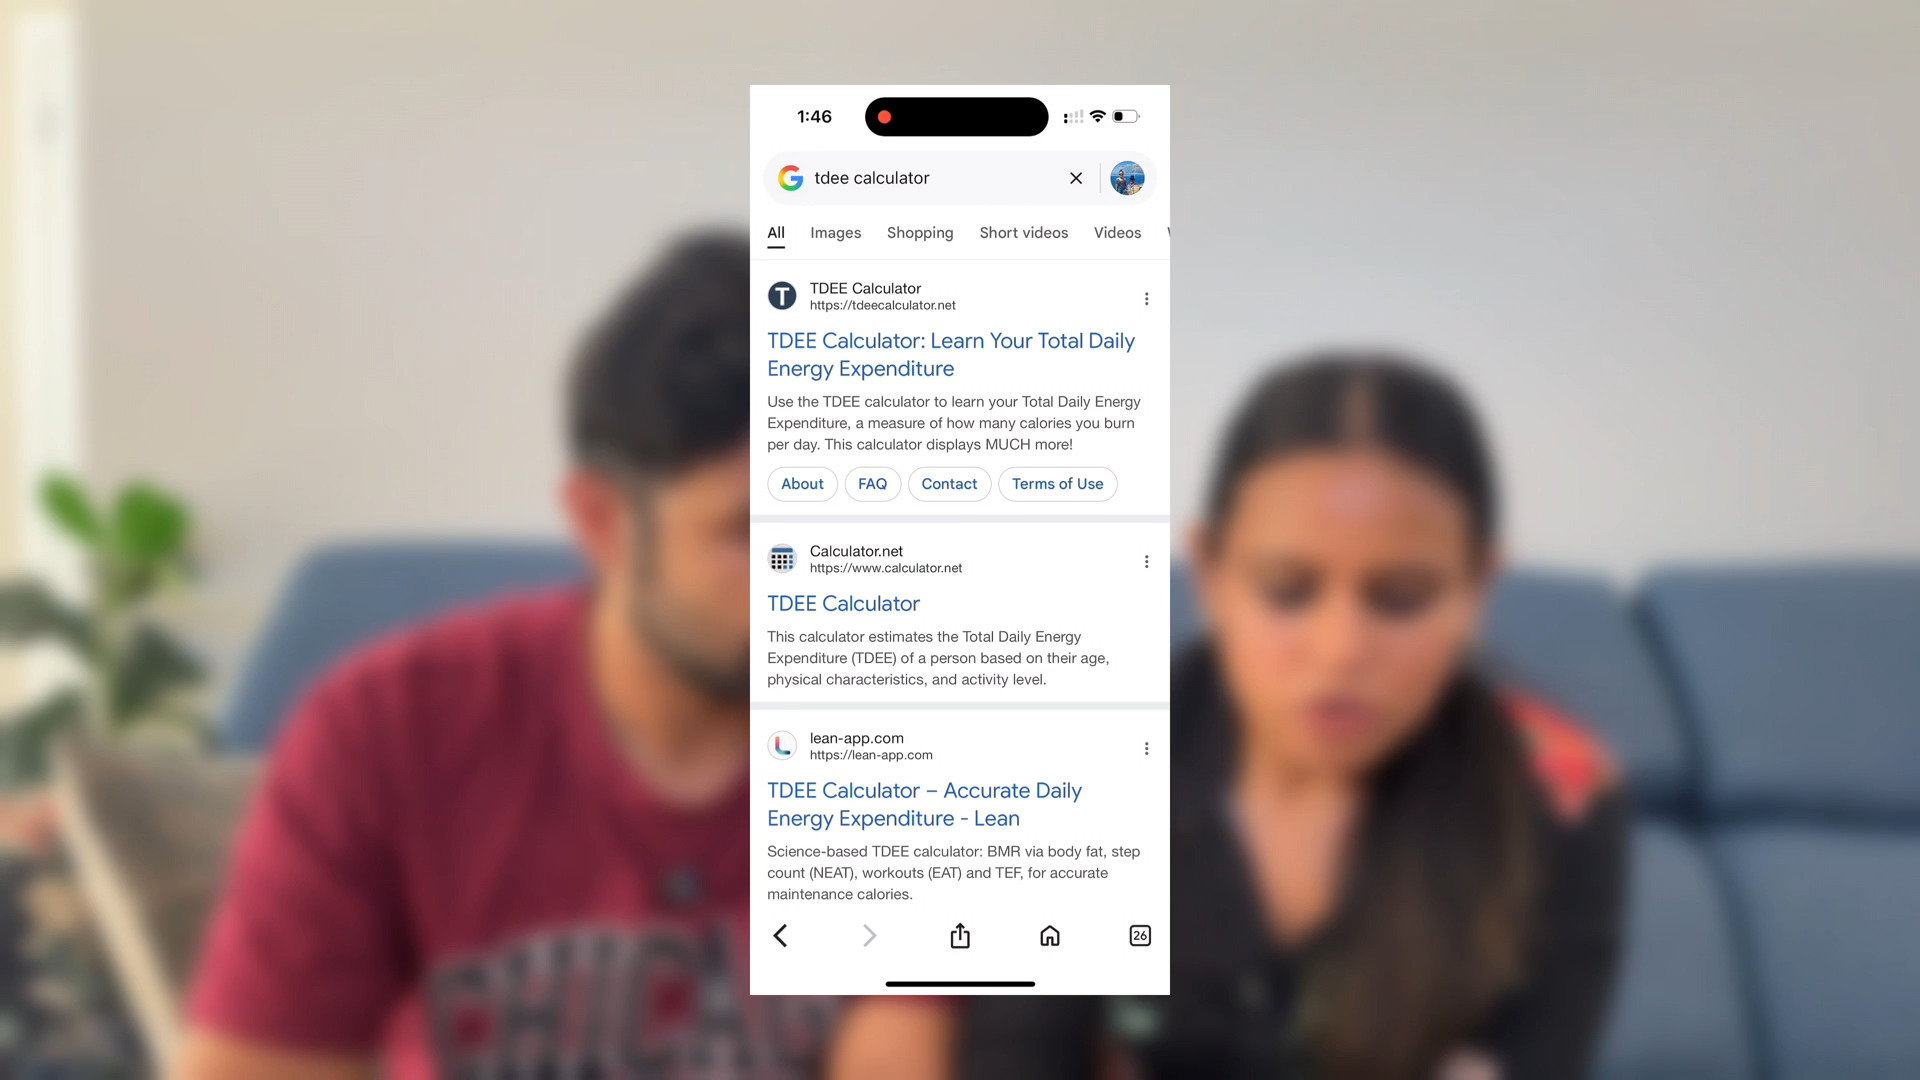 1:46
tdee calculator
All Images Shopping Short videos Videos
TDEE Calculator
https://tdeecalculator.net
TDEE Calculator: Learn Your Total Daily
Energy Expenditure
Use the TDEE calculator to learn your Total Daily Energy
Expenditure, a measure of how many calories you burn
per day. This calculator displays MUCH more!
About FAQ Contact Terms of Use
Calculator.net
https://www.calculator.net
TDEE Calculator
This calculator estimates the Total Daily Energy
Expenditure (TDEE) of a person based on their age,
physical characteristics, and activity level.
lean-app.com
https://lean-app.com
TDEE Calculator – Accurate Daily
Energy Expenditure - Lean
Science-based TDEE calculator: BMR via body fat, step
count (NEAT), workouts (EAT) and TEF, for accurate
maintenance calories.
26